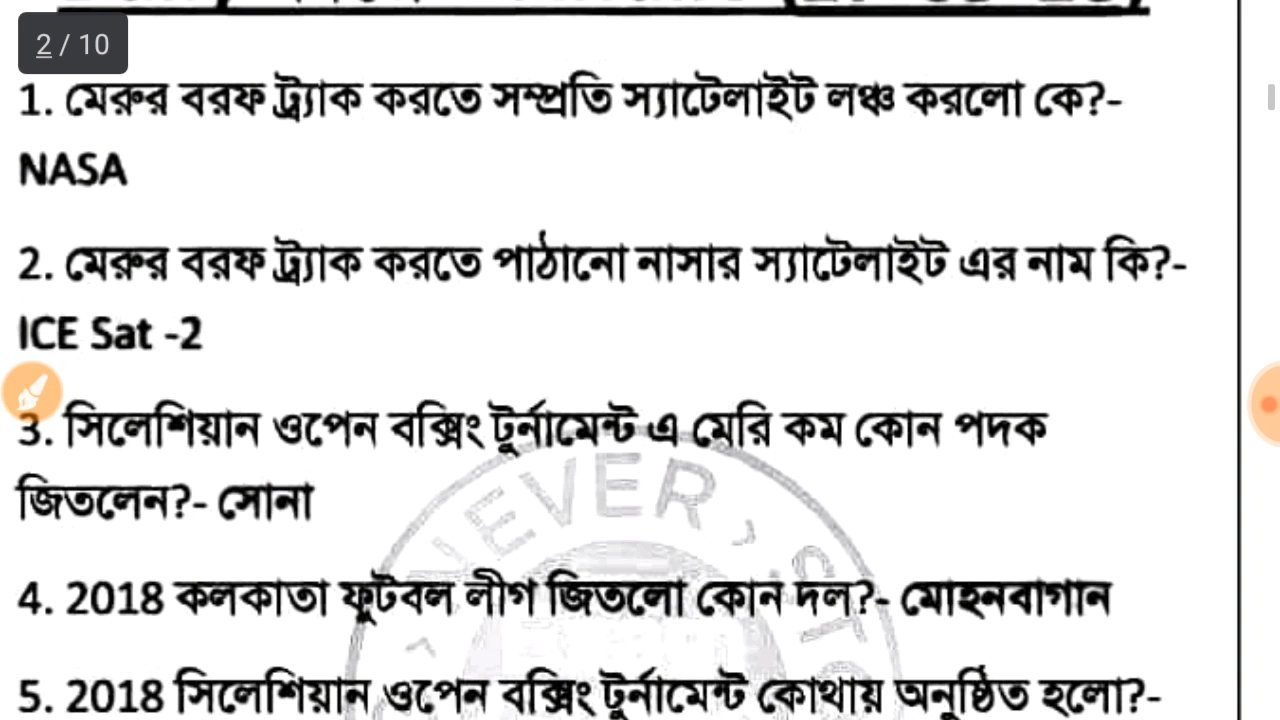 2 / 10
1. মেরুর বরফ ট্র্যাক করতে সম্প্রতি স্যাটেলাইট লঞ্চ করলো কে?-
NASA
2. মেরুর বরফ ট্র্যাক করতে পাঠানো নাসার স্যাটেলাইট এর নাম কি?-
ICE Sat -2
3. সিলেশিয়ান ওপেন বক্সিং টুর্নামেন্ট এ মেরি কম কোন পদক
জিতলেন?- সোনা
NEVER, STO
4. 2018 কলকাতা ফুটবল লীগ জিতলো কোন দল?- মোহনবাগান
5. 2018 সিলেশিয়ান ওপেন বক্সিং টুর্নামেন্ট কোথায় অনুষ্ঠিত হলো?-